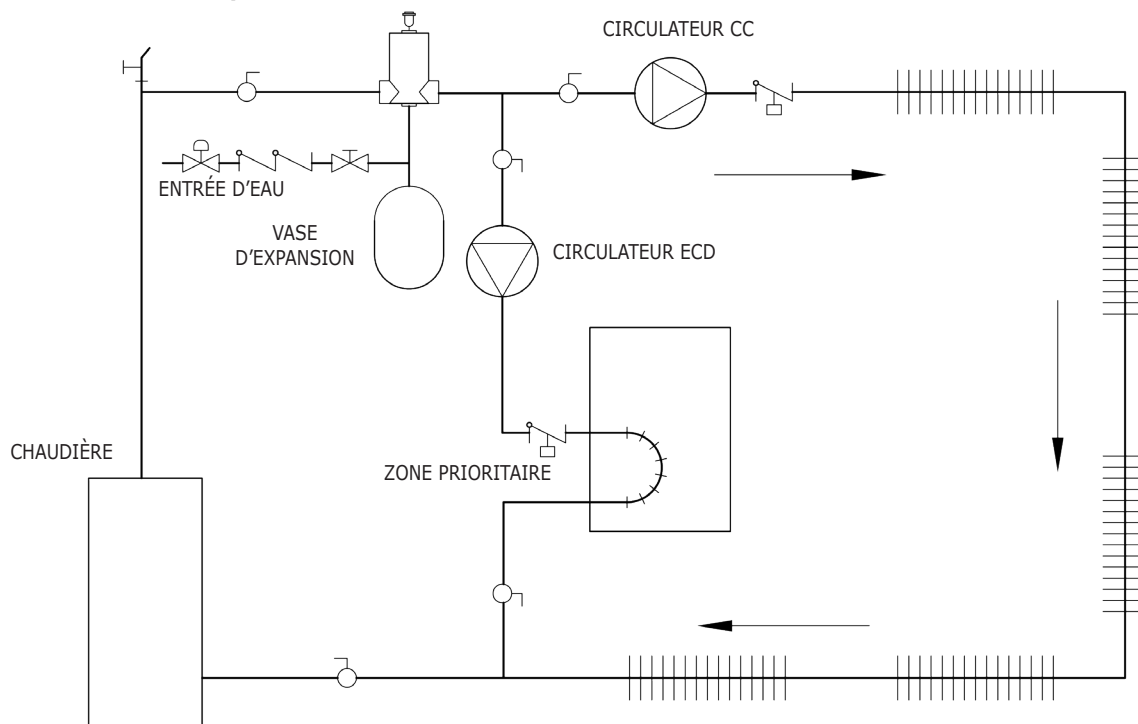 CIRCULATEUR CC
ENTRÉE D'EAU
VASE
D'EXPANSION
CIRCULATEUR ECD
CHAUDIÈRE
ZONE PRIORITAIRE